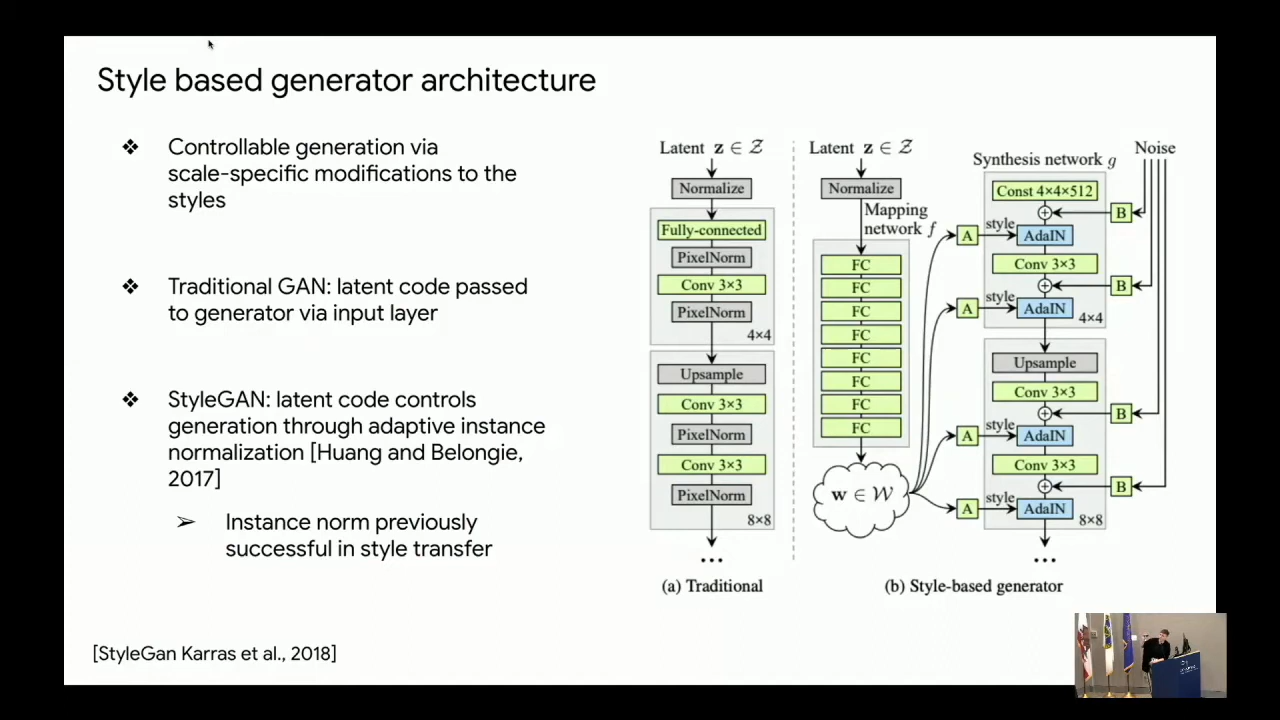 Style based generator architecture
❖ Controllable generation via
scale-specific modifications to the
styles
❖ Traditional GAN: latent code passed
to generator via input layer
❖ StyleGAN: latent code controls
generation through adaptive instance
normalization [Huang and Belongie,
2017]
➢ Instance norm previously
successful in style transfer
[StyleGan Karras et al., 2018]
Latent z ∈ Z
Normalize
Fully-connected
PixelNorm
Conv 3×3
PixelNorm
4×4
Upsample
Conv 3×3
PixelNorm
Conv 3×3
PixelNorm
8×8
...
(a) Traditional
Latent z ∈ Z
Normalize
Mapping
network f
FC
FC
FC
FC
FC
FC
FC
FC
w ∈ W
Synthesis network g
Noise
Const 4×4×512
B
A style AdaIN
Conv 3×3
B
A style AdaIN
4×4
Upsample
Conv 3×3
B
A style AdaIN
Conv 3×3
B
A style AdaIN
8×8
...
(b) Style-based generator